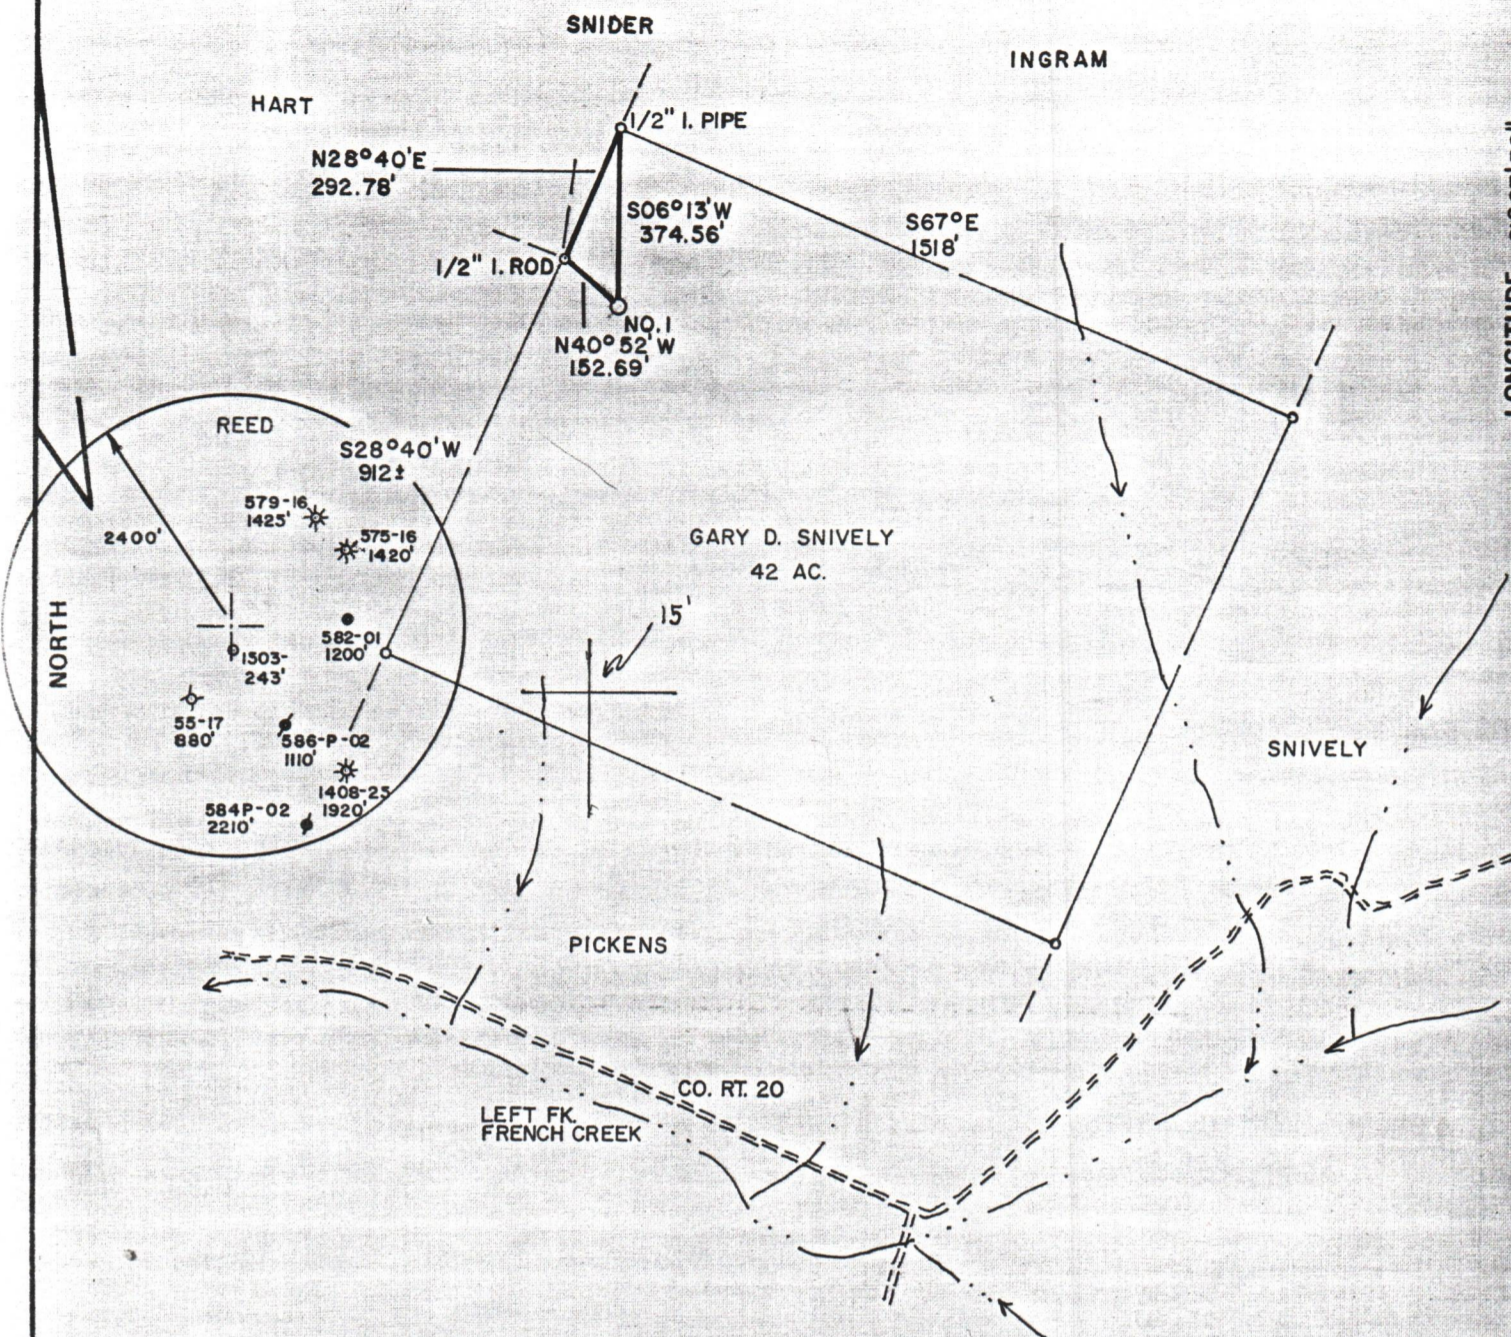 SNIDER
INGRAM
HART
1/2" I. PIPE
N28°40'E
292.78'
S06°13'W
374.56'
S67°E
1518'
1/2" I. ROD
NO. 1
N40°52'W
152.69'
REED
S28°40'W
912±
579-16
1425'
575-16
1420'
2400'
GARY D. SNIVELY
42 AC.
15'
NORTH
582-01
1200'
1503-
243'
55-17
880'
586-P-02
1110'
1408-25
1920'
584P-02
2210'
SNIVELY
PICKENS
CO. RT. 20
LEFT FK.
FRENCH CREEK